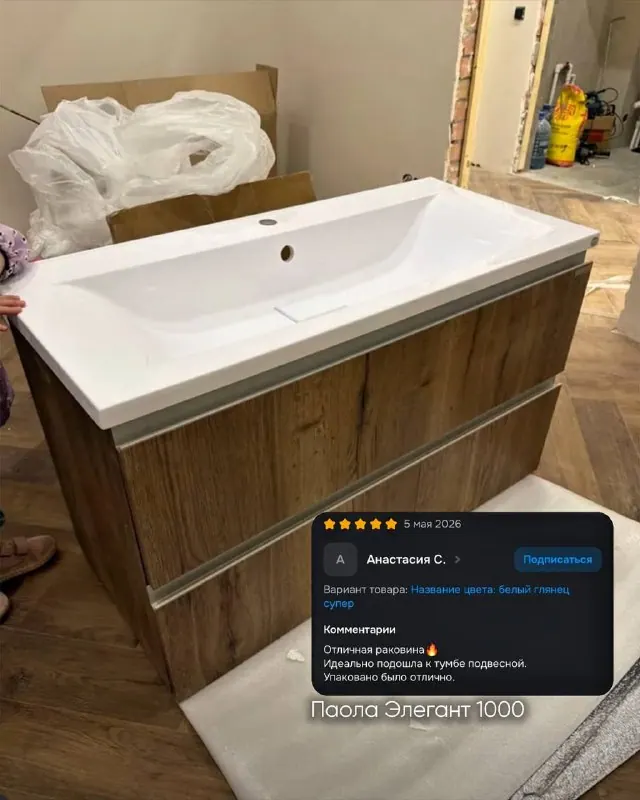 5 мая 2026
А
Анастасия С.
Подписаться
Вариант товара: Название цвета: белый глянец
супер
Комментарии
Отличная раковина🔥
Идеально подошла к тумбе подвесной.
Упаковано было отлично.
Паола Элегант 1000